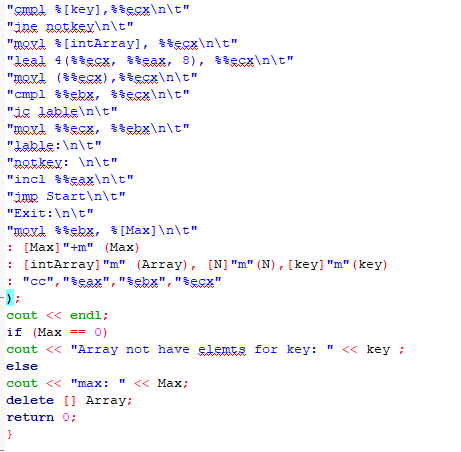 "cmpl %[key],%%ecx\n\t"
"jne notkey\n\t"
"movl %[intArray], %%ecx\n\t"
"leal 4(%%ecx, %%eax, 8), %%ecx\n\t"
"movl (%%ecx),%%ecx\n\t"
"cmpl %%ebx, %%ecx\n\t"
"jc lable\n\t"
"movl %%ecx, %%ebx\n\t"
"lable:\n\t"
"notkey: \n\t"
"incl %%eax\n\t"
"jmp Start\n\t"
"Exit:\n\t"
"movl %%ebx, %[Max]\n\t"
: [Max]"+m" (Max)
: [intArray]"m" (Array), [N]"m"(N),[key]"m"(key)
: "cc","%eax","%ebx","%ecx"
);
cout << endl;
if (Max == 0)
cout << "Array not have elemts for key: " << key ;
else
cout << "max: " << Max;
delete [] Array;
return 0;
}